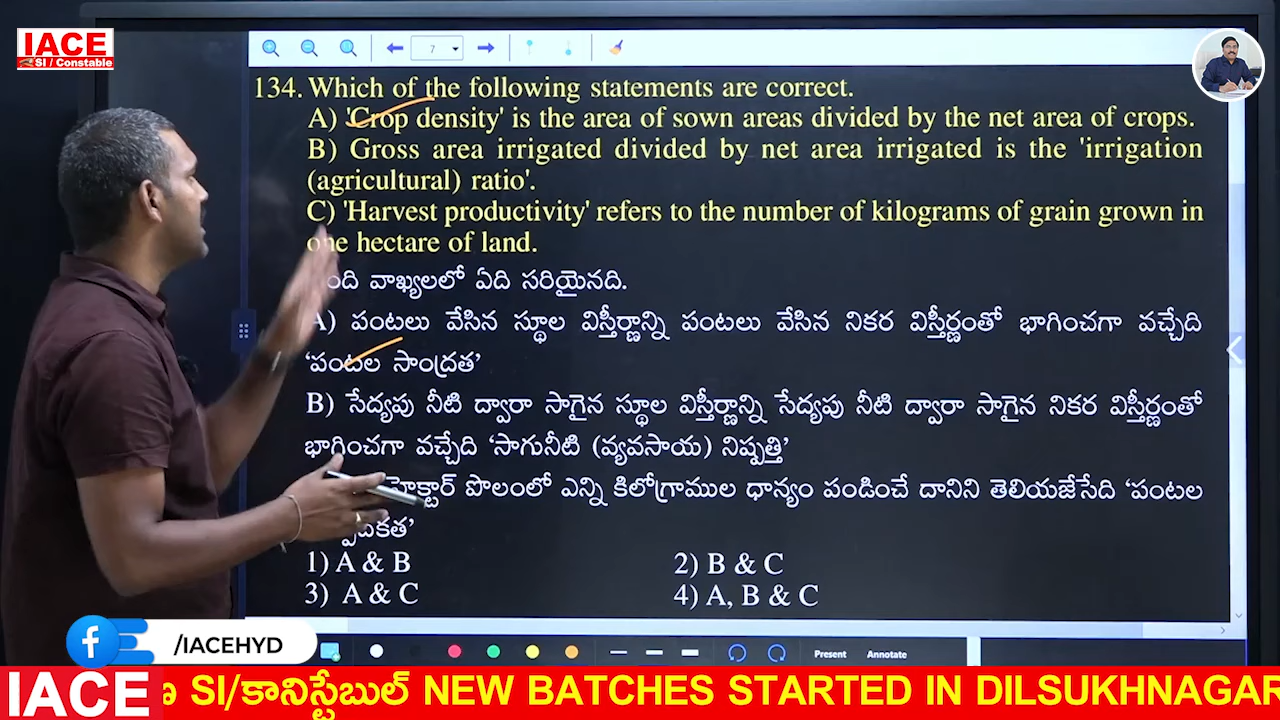 IACE
SI / Constable
7
134. Which of the following statements are correct.
A) 'Crop density' is the area of sown areas divided by the net area of crops.
B) Gross area irrigated divided by net area irrigated is the 'irrigation
(agricultural) ratio'.
C) 'Harvest productivity' refers to the number of kilograms of grain grown in
one hectare of land.
వాఖ్యలలో ఏది సరియైనది.
A) పంటలు వేసిన స్థూల విస్తీర్ణాన్ని పంటలు వేసిన నికర విస్తీర్ణంతో భాగించగా వచ్చేది
‘పంటల సాంద్రత’
B) సేద్యపు నీటి ద్వారా సాగైన స్థూల విస్తీర్ణాన్ని సేద్యపు నీటి ద్వారా సాగైన నికర విస్తీర్ణంతో
భాగించగా వచ్చేది ‘సాగునీటి (వ్యవసాయ) నిష్పత్తి’
పొలంలో ఎన్ని కిలోగ్రాముల ధాన్యం పండించే దానిని తెలియజేసేది ‘పంటల
1) A & B 2) B & C
3) A & C 4) A, B & C
/IACEHYD
Present Annotate
IACE SI/కానిస్టేబుల్ NEW BATCHES STARTED IN DILSUKHNAGAR